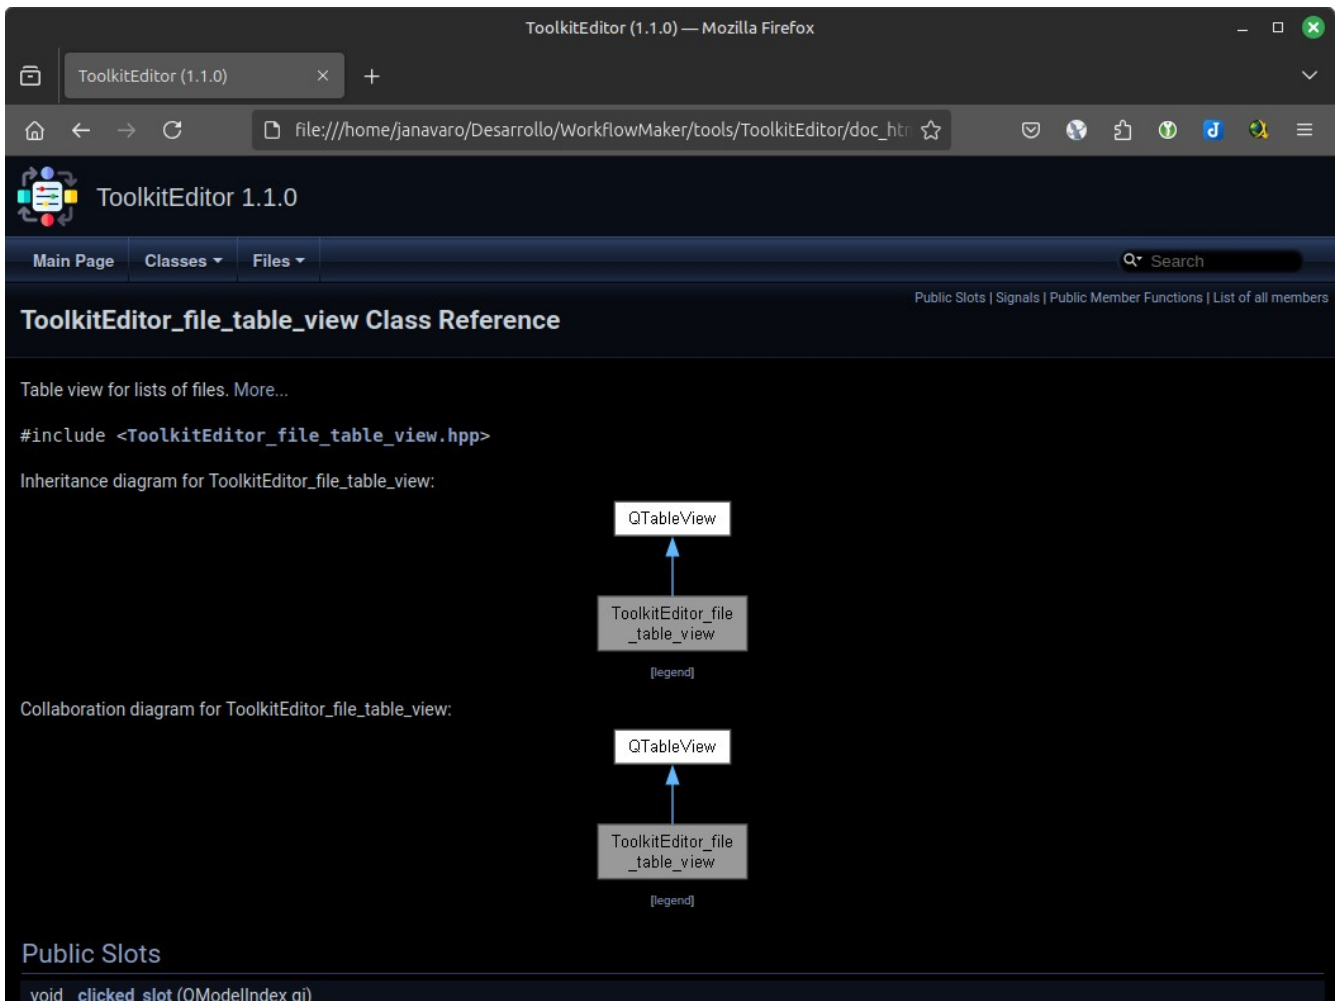 ToolkitEditor (1.1.0) — Mozilla Firefox
ToolkitEditor (1.1.0)
file:///home/janavaro/Desarrollo/WorkflowMaker/tools/ToolkitEditor/doc_htm
ToolkitEditor 1.1.0
Main Page Classes Files Search
Public Slots | Signals | Public Member Functions | List of all members
ToolkitEditor_file_table_view Class Reference
Table view for lists of files. More...
#include <ToolkitEditor_file_table_view.hpp>
Inheritance diagram for ToolkitEditor_file_table_view:
QTableView
ToolkitEditor_file
_table_view
[legend]
Collaboration diagram for ToolkitEditor_file_table_view:
QTableView
ToolkitEditor_file
_table_view
[legend]
Public Slots
void clicked_slot (QModelIndex qi)